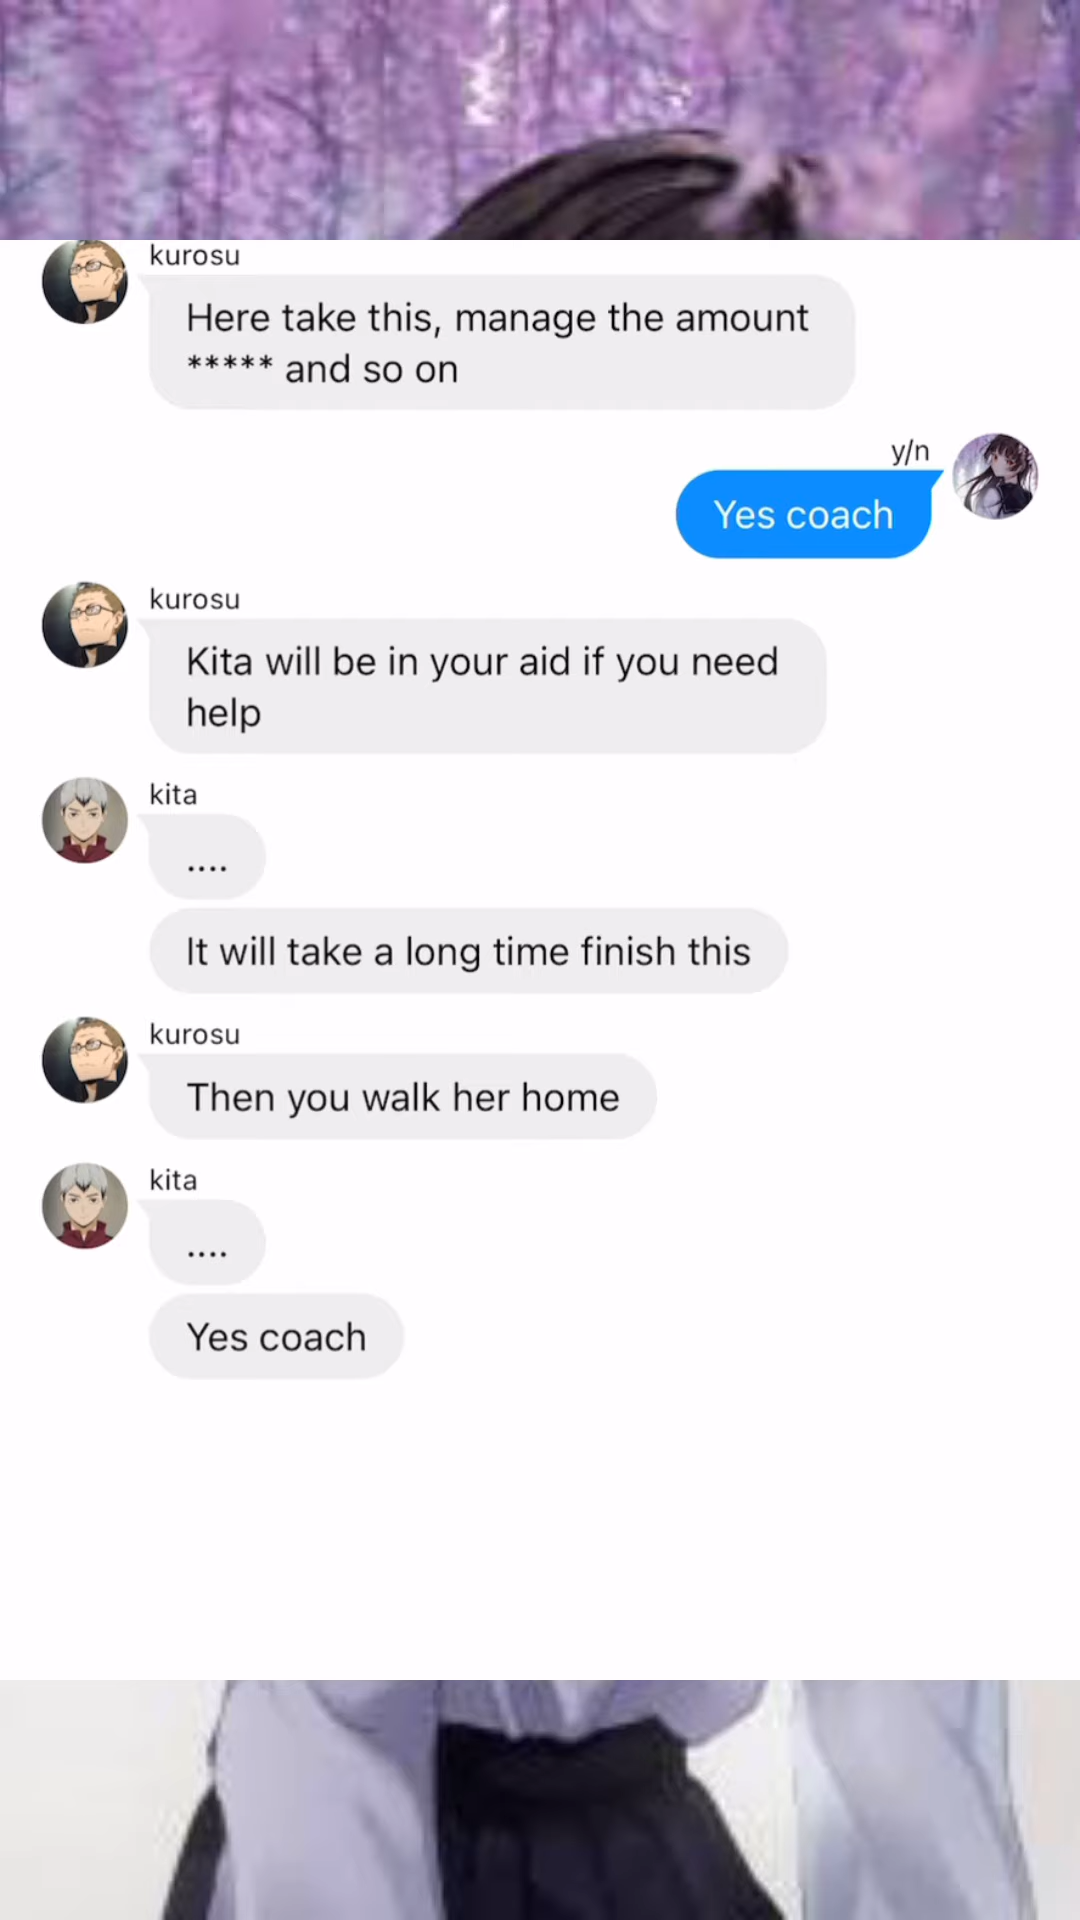 kurosu
Here take this, manage the amount
***** and so on
y/n
Yes coach
kurosu
Kita will be in your aid if you need
help
kita
....
It will take a long time finish this
kurosu
Then you walk her home
kita
....
Yes coach